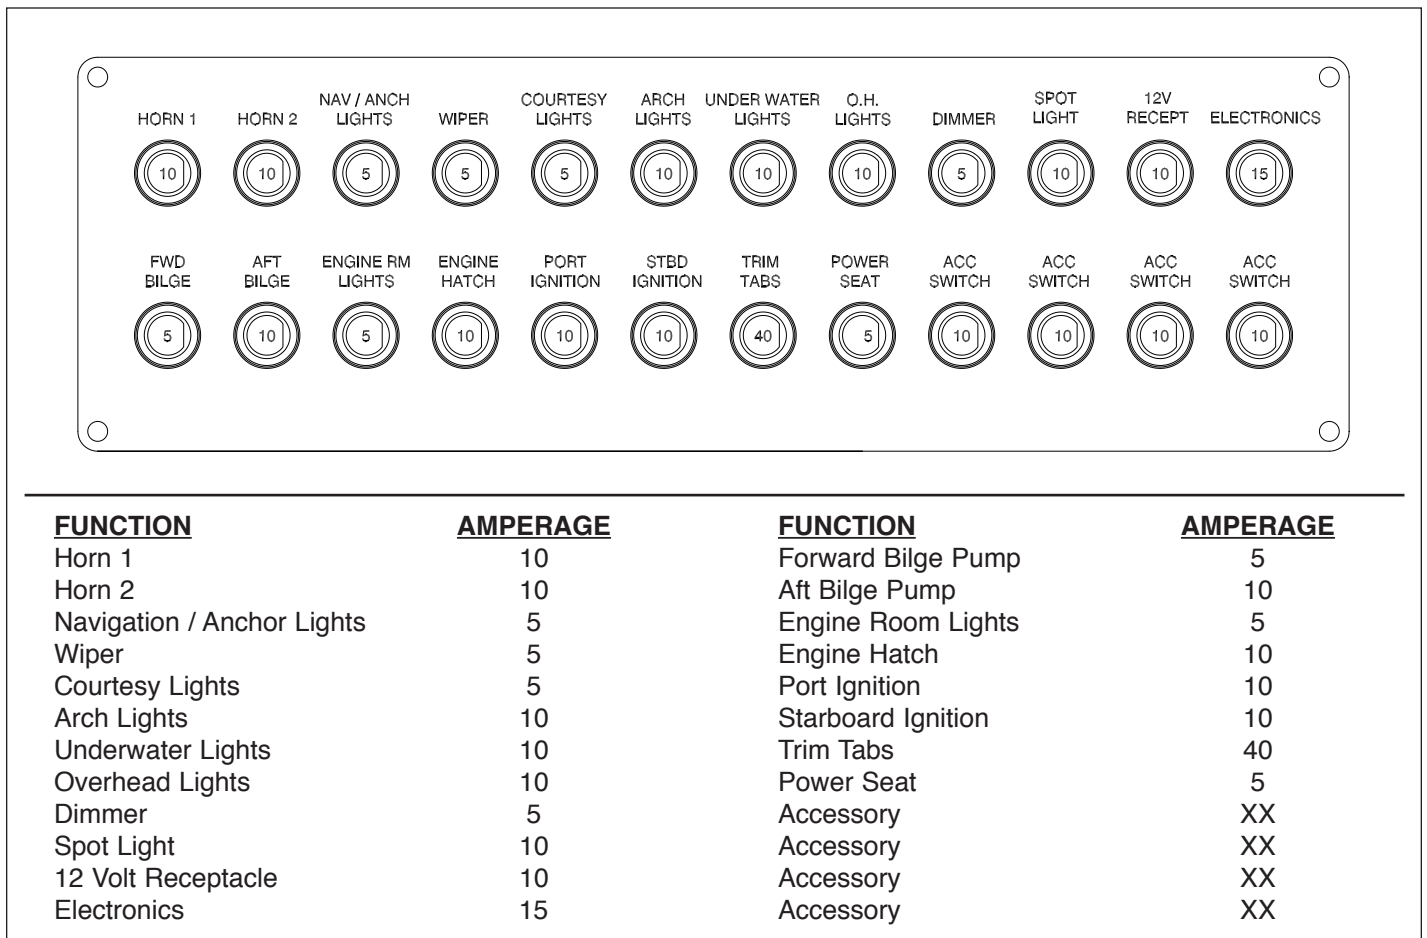 HORN 1 HORN 2 NAV / ANCH LIGHTS WIPER COURTESY LIGHTS ARCH LIGHTS UNDER WATER LIGHTS O.H. LIGHTS DIMMER SPOT LIGHT 12V RECEPT ELECTRONICS
10 10 5 5 5 10 10 10 5 10 10 15
FWD BILGE AFT BILGE ENGINE RM LIGHTS ENGINE HATCH PORT IGNITION STBD IGNITION TRIM TABS POWER SEAT ACC SWITCH ACC SWITCH ACC SWITCH ACC SWITCH
5 10 5 10 10 10 40 5 10 10 10 10
FUNCTION AMPERAGE FUNCTION AMPERAGE
Horn 1 10 Forward Bilge Pump 5
Horn 2 10 Aft Bilge Pump 10
Navigation / Anchor Lights 5 Engine Room Lights 5
Wiper 5 Engine Hatch 10
Courtesy Lights 5 Port Ignition 10
Arch Lights 10 Starboard Ignition 10
Underwater Lights 10 Trim Tabs 40
Overhead Lights 10 Power Seat 5
Dimmer 5 Accessory XX
Spot Light 10 Accessory XX
12 Volt Receptacle 10 Accessory XX
Electronics 15 Accessory XX